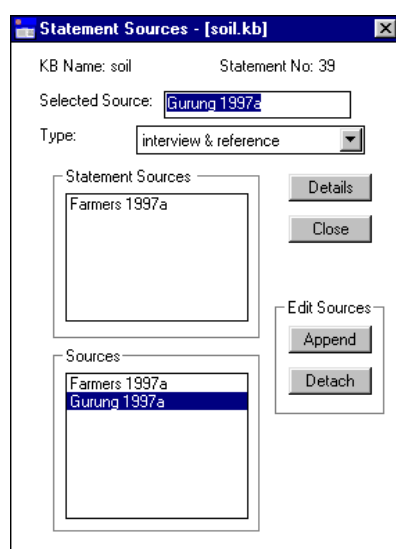 Statement Sources - [soil.kb]
KB Name: soil Statement No: 39
Selected Source: Gurung 1997a
Type: interview & reference
Statement Sources
Farmers 1997a
Details
Close
Edit Sources
Append
Detach
Sources
Farmers 1997a
Gurung 1997a